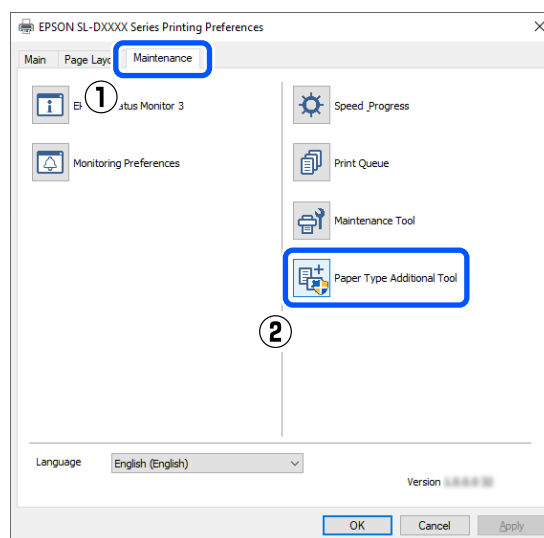 EPSON SL-DXXXX Series Printing Preferences
Main Page Layo Maintenance
1
atus Monitor 3
Speed Progress
Monitoring Preferences
Print Queue
Maintenance Tool
Paper Type Additional Tool
2
Language English (English)
Version
OK Cancel Apply